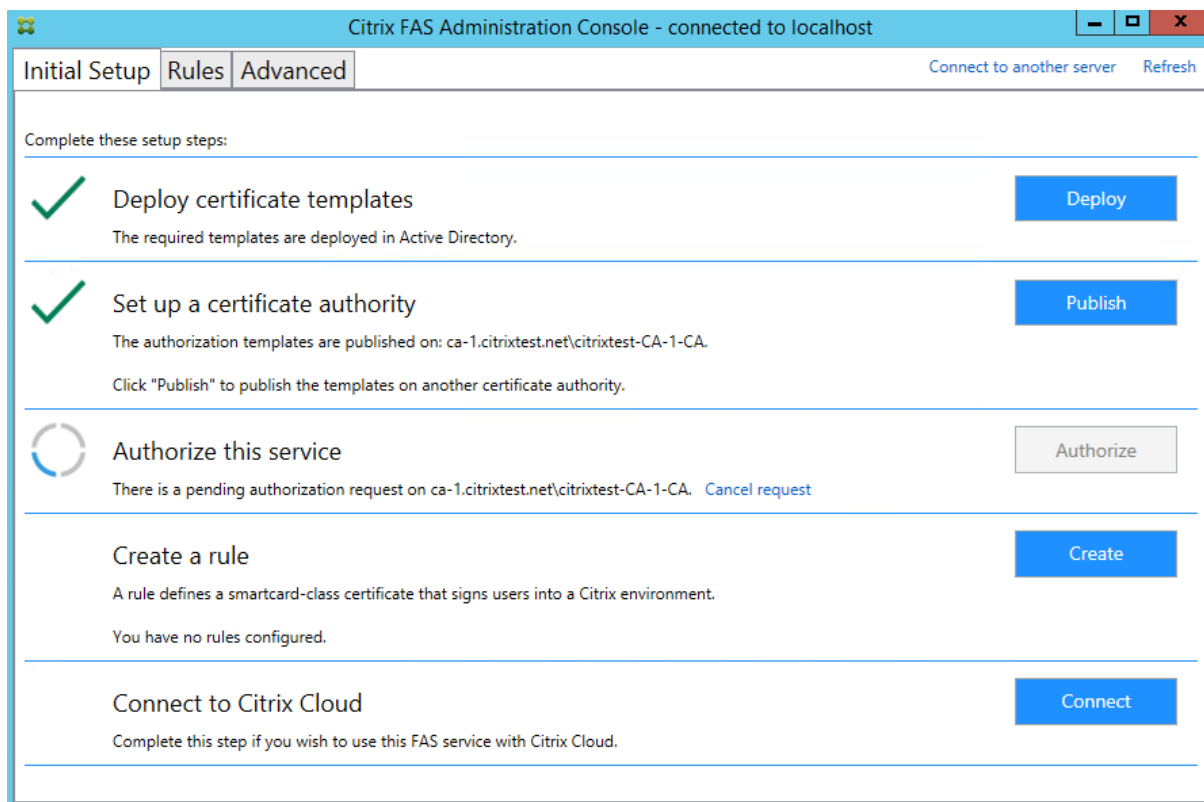 Citrix FAS Administration Console - connected to localhost
Initial Setup Rules Advanced Connect to another server Refresh
Complete these setup steps:
Deploy certificate templates
Deploy
The required templates are deployed in Active Directory.
Set up a certificate authority
Publish
The authorization templates are published on: ca-1.citrixtest.net\citrixtest-CA-1-CA.
Click "Publish" to publish the templates on another certificate authority.
Authorize this service
Authorize
There is a pending authorization request on ca-1.citrixtest.net\citrixtest-CA-1-CA. Cancel request
Create a rule
Create
A rule defines a smartcard-class certificate that signs users into a Citrix environment.
You have no rules configured.
Connect to Citrix Cloud
Connect
Complete this step if you wish to use this FAS service with Citrix Cloud.